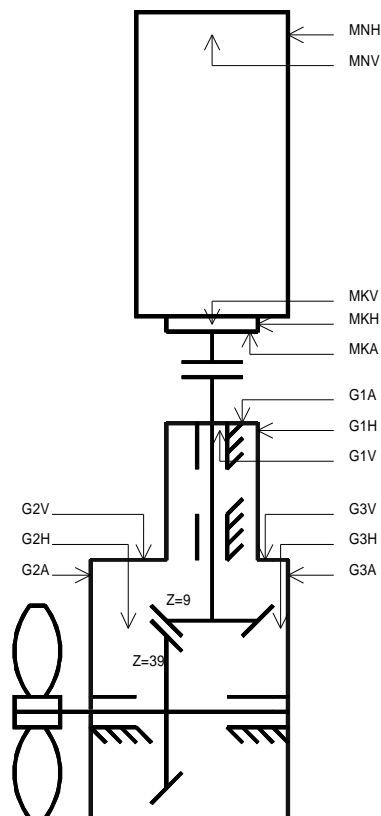 MNH
MNV
MKV
MKH
MKA
G1A
G1H
G1V
G2V
G3V
G2H
G3H
G2A
G3A
Z=9
Z=39